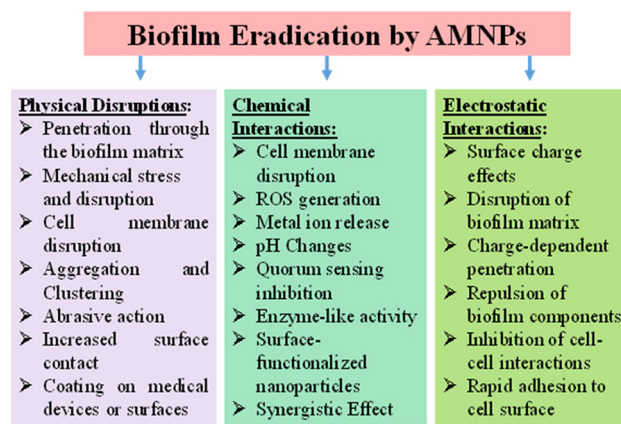 Biofilm Eradication by AMNPs
Physical Disruptions:
➢ Penetration through
the biofilm matrix
➢ Mechanical stress
and disruption
➢ Cell membrane
disruption
➢ Aggregation and
Clustering
➢ Abrasive action
➢ Increased surface
contact
➢ Coating on medical
devices or surfaces
Chemical
Interactions:
➢ Cell membrane
disruption
➢ ROS generation
➢ Metal ion release
➢ pH Changes
➢ Quorum sensing
inhibition
➢ Enzyme-like activity
➢ Surface-
functionalized
nanoparticles
➢ Synergistic Effect
Electrostatic
Interactions:
➢ Surface charge
effects
➢ Disruption of
biofilm matrix
➢ Charge-dependent
penetration
➢ Repulsion of
biofilm components
➢ Inhibition of cell-
cell interactions
➢ Rapid adhesion to
cell surface